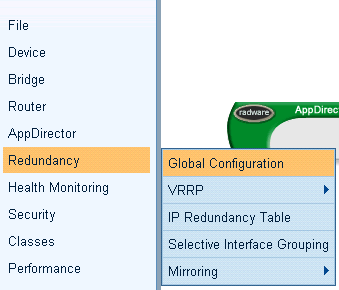 File
Device
Bridge
Router
AppDirector
Redundancy
Health Monitoring
Security
Classes
Performance
radware
AppDirec
Global Configuration
VRRP
IP Redundancy Table
Selective Interface Grouping
Mirroring